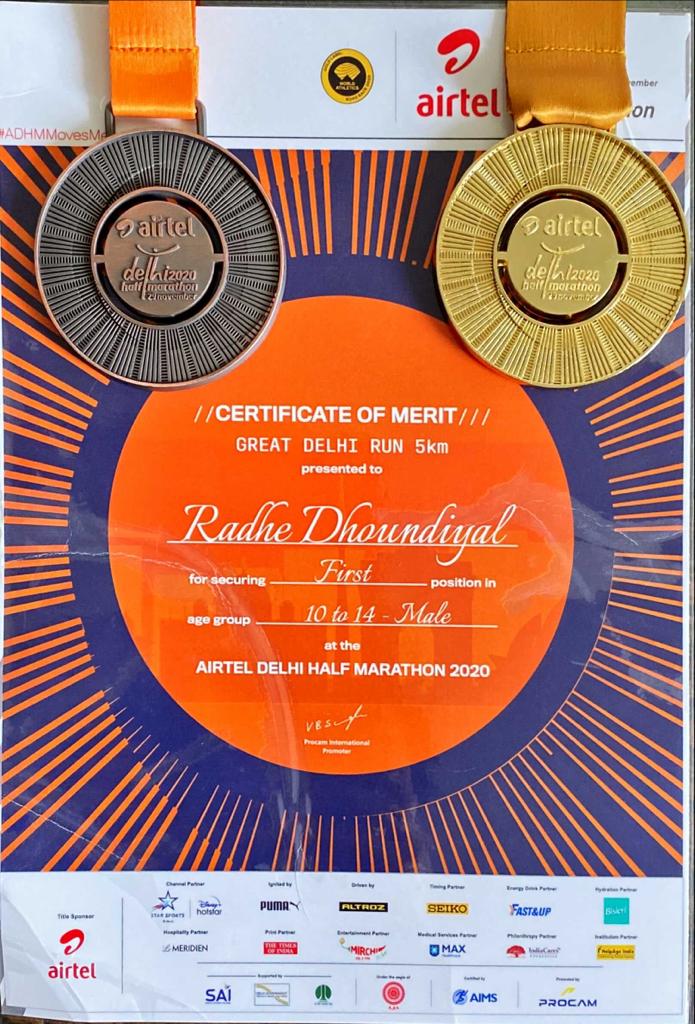 WORLD ATHLETICS
airtel
#ADHMMovesMe
airtel
delhi 2020
half marathon
29 november
airtel
delhi 2020
half marathon
29 november
//CERTIFICATE OF MERIT///
GREAT DELHI RUN 5km
presented to
Radhe Dhoundiyal
for securing First position in
age group 10 to 14 - Male
at the
AIRTEL DELHI HALF MARATHON 2020
Procam International
Promoter
Title Sponsor
airtel
Channel Partner
STAR SPORTS
Disney+ hotstar
Ignited by
PUMA
Driven by
ALTROZ
Timing Partner
SEIKO
Energy Drink Partner
FAST&UP
Hydration Partner
Bisleri
Hospitality Partner
LE MERIDIEN
Print Partner
THE TIMES OF INDIA
Entertainment Partner
MIRCHI
Medical Services Partner
MAX
Healthcare
Philanthropy Partner
IndiaCares
FOUNDATION
Institution Partner
HelpAge India
Supported by
SAI
Under the aegis of
Certified by
AIMS
Promoted by
PROCAM